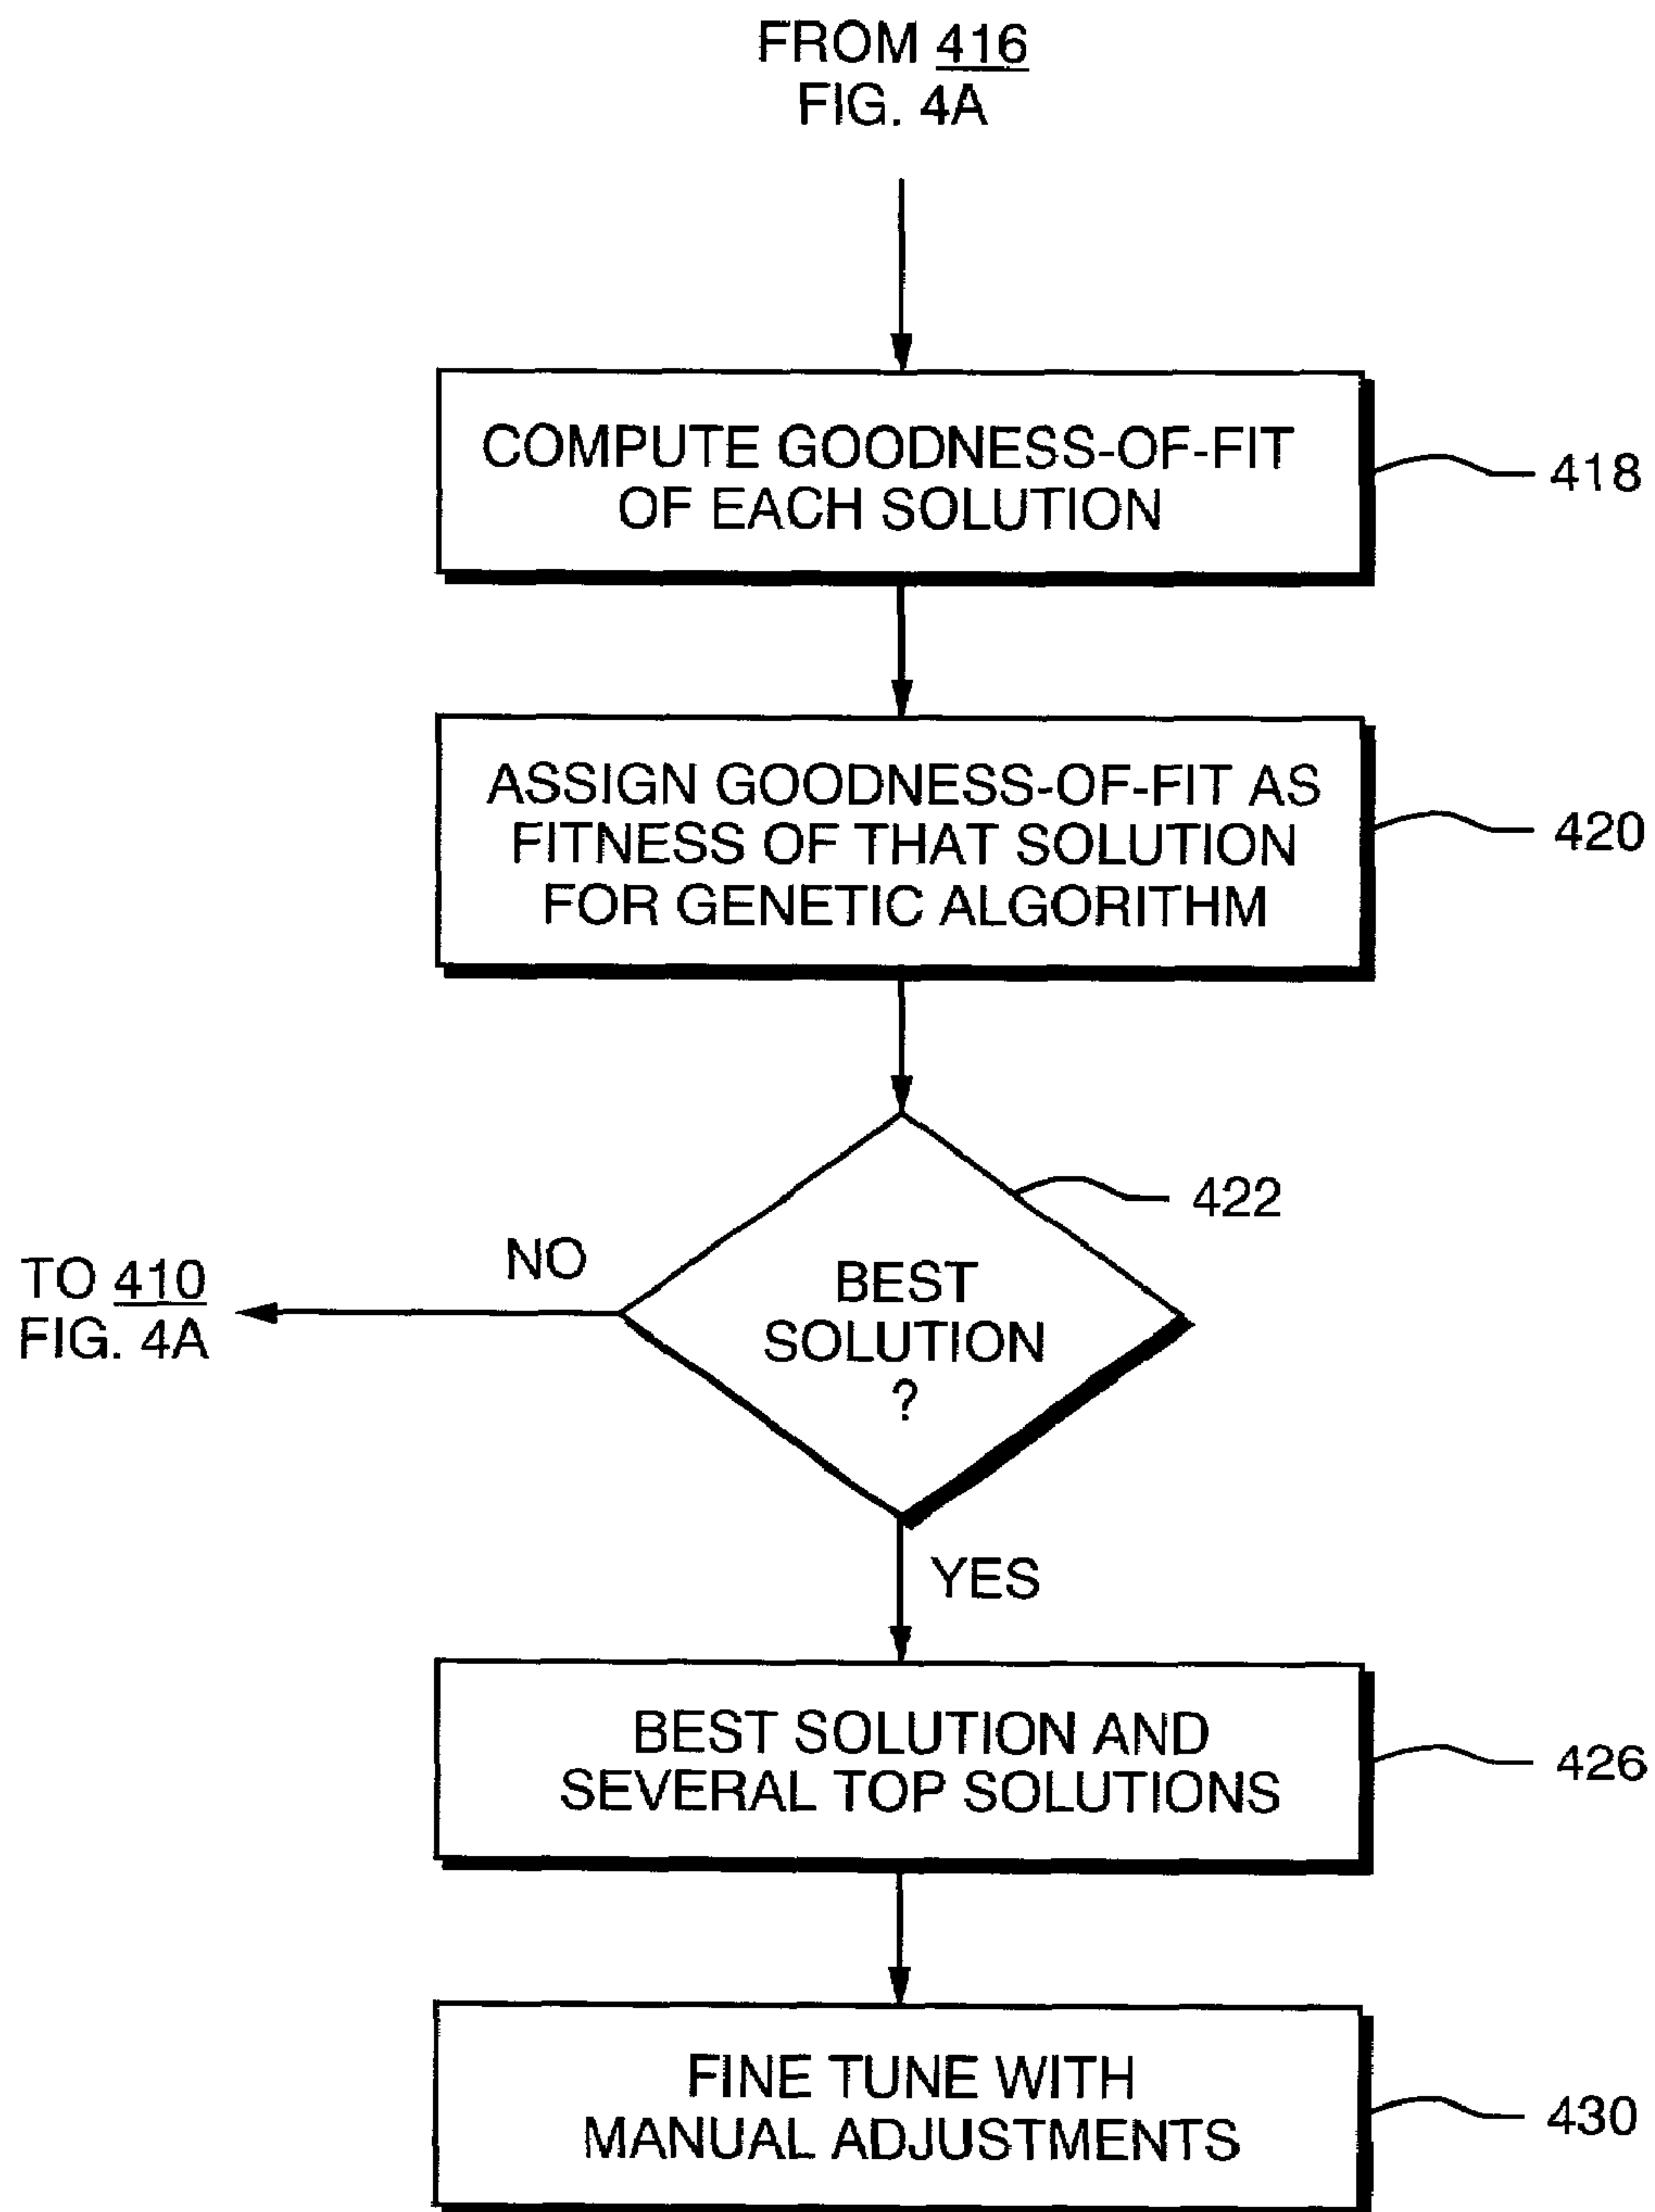 FROM 416
FIG. 4A
COMPUTE GOODNESS-OF-FIT
OF EACH SOLUTION
418
ASSIGN GOODNESS-OF-FIT AS
FITNESS OF THAT SOLUTION
FOR GENETIC ALGORITHM
420
422
NO
TO 410
FIG. 4A
BEST
SOLUTION
?
YES
BEST SOLUTION AND
SEVERAL TOP SOLUTIONS
426
FINE TUNE WITH
MANUAL ADJUSTMENTS
430